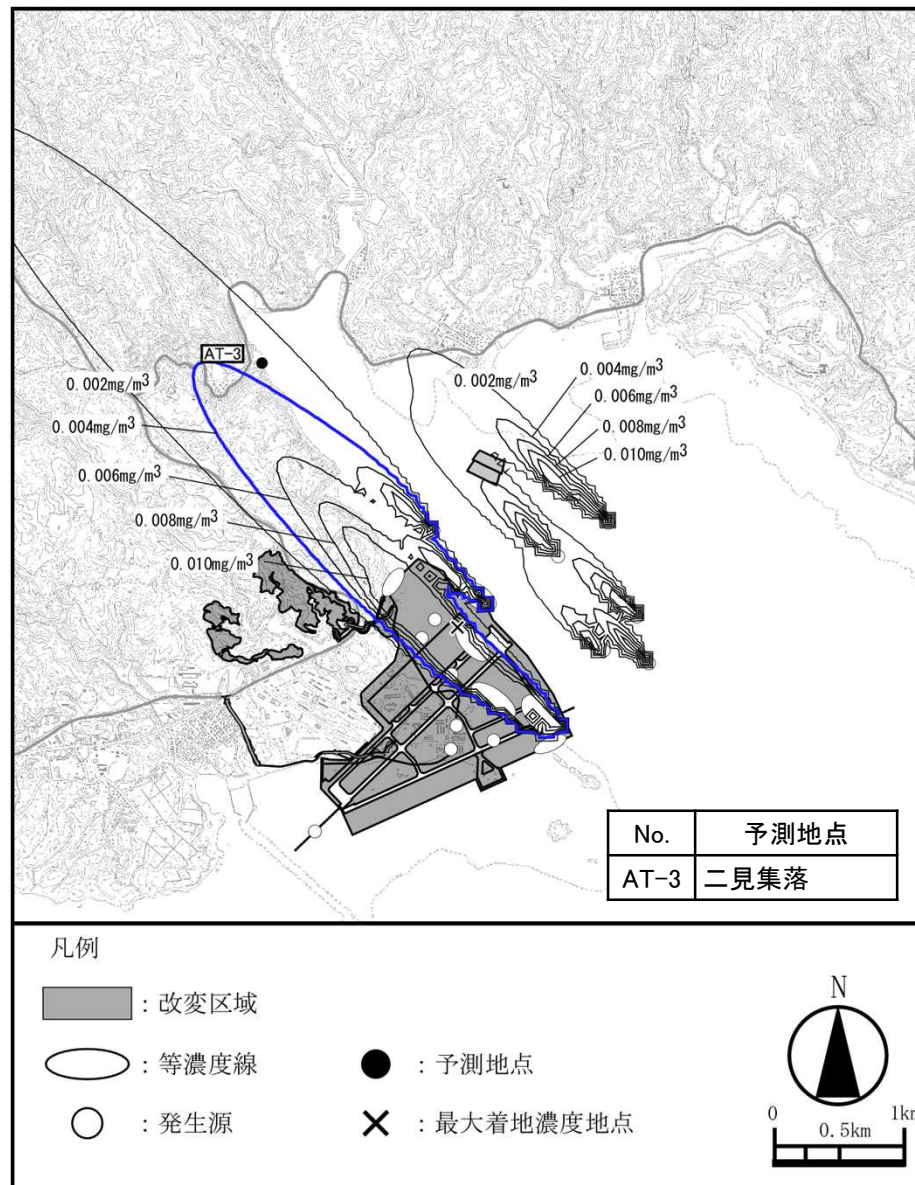 AT-3
0.002mg/m³
0.004mg/m³
0.006mg/m³
0.008mg/m³
0.010mg/m³
0.002mg/m³
0.004mg/m³
0.006mg/m³
0.008mg/m³
0.010mg/m³
No. 予測地点
AT-3 二見集落
凡例
：改変区域
：等濃度線
：予測地点
：発生源
：最大着地濃度地点
N
0 1km
0.5km